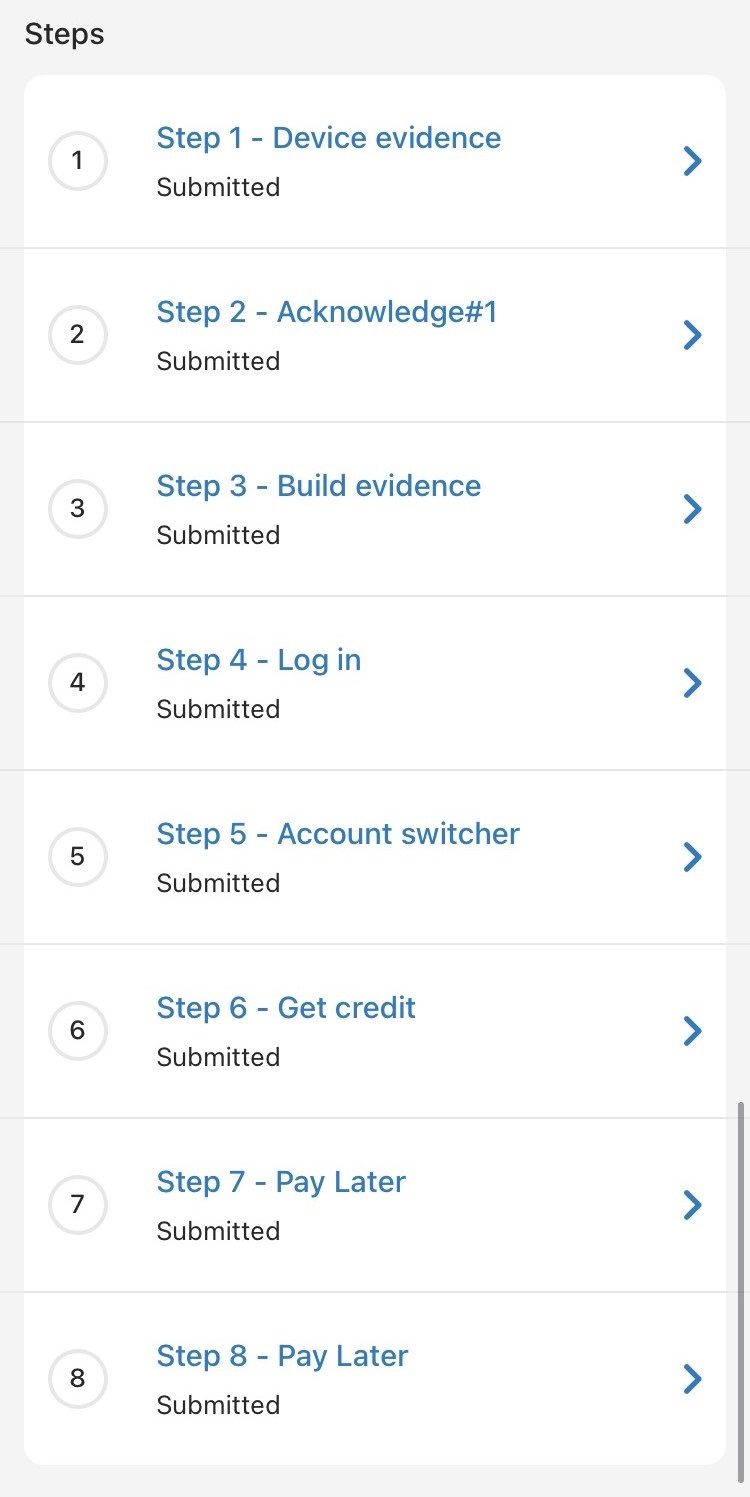 Steps
1
Step 1 - Device evidence
Submitted
2
Step 2 - Acknowledge#1
Submitted
3
Step 3 - Build evidence
Submitted
4
Step 4 - Log in
Submitted
5
Step 5 - Account switcher
Submitted
6
Step 6 - Get credit
Submitted
7
Step 7 - Pay Later
Submitted
8
Step 8 - Pay Later
Submitted